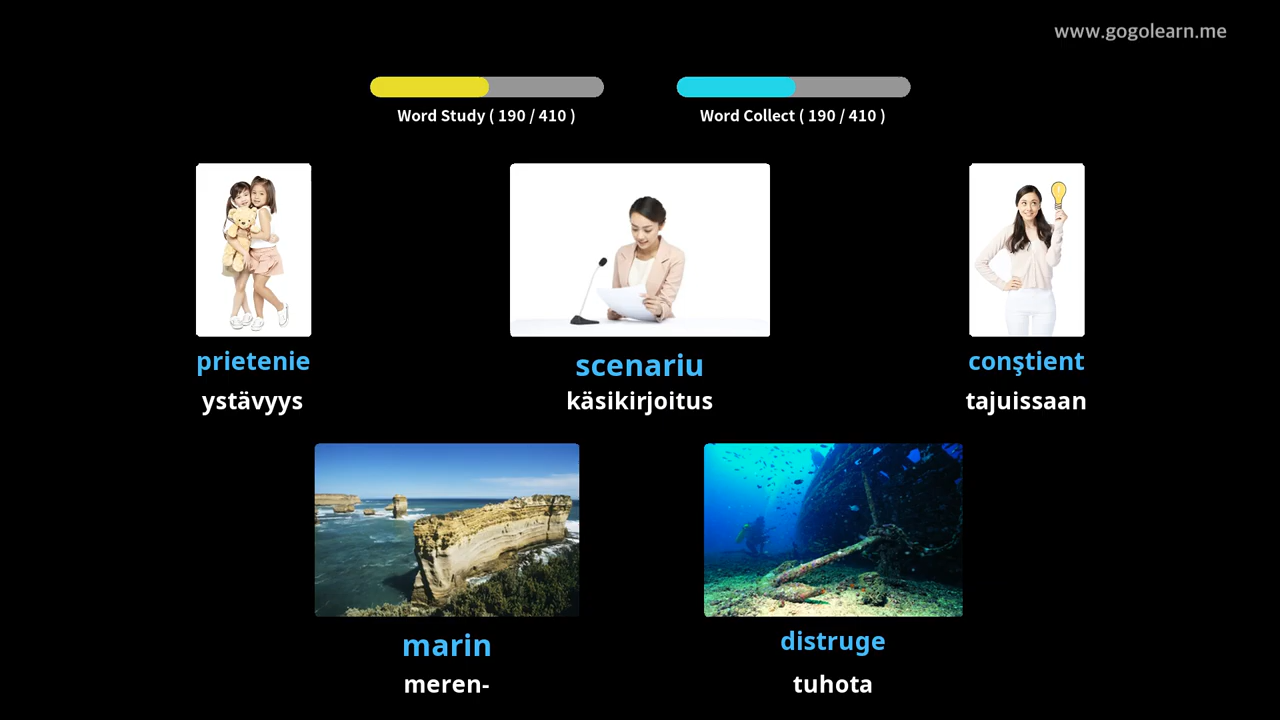 www.gogolearn.me
Word Study ( 190 / 410 )
Word Collect ( 190 / 410 )
prietenie
ystävyys
scenariu
käsikirjoitus
conştient
tajuissaan
marin
meren-
distruge
tuhota